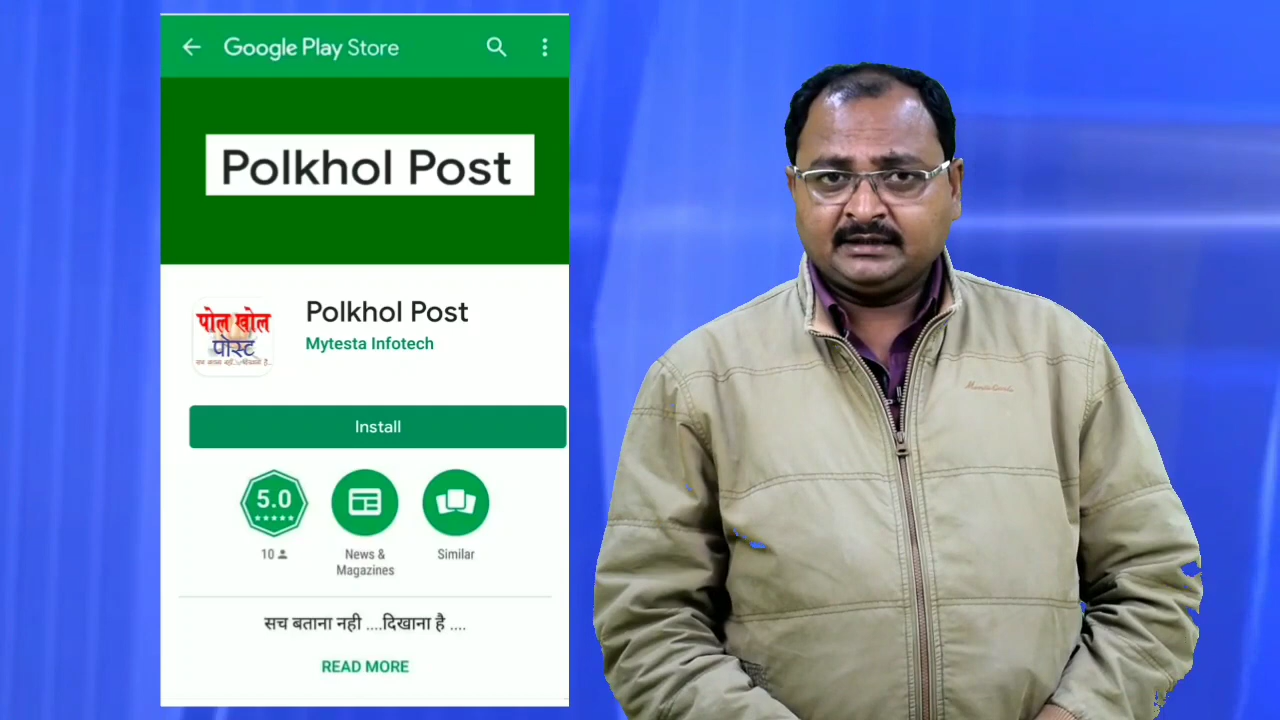 Google Play Store
Polkhol Post
पोल खोल
पोस्ट
Polkhol Post
Mytesta Infotech
Install
5.0
10
News &
Magazines
Similar
सच बताना नही ....दिखाना है ....
READ MORE